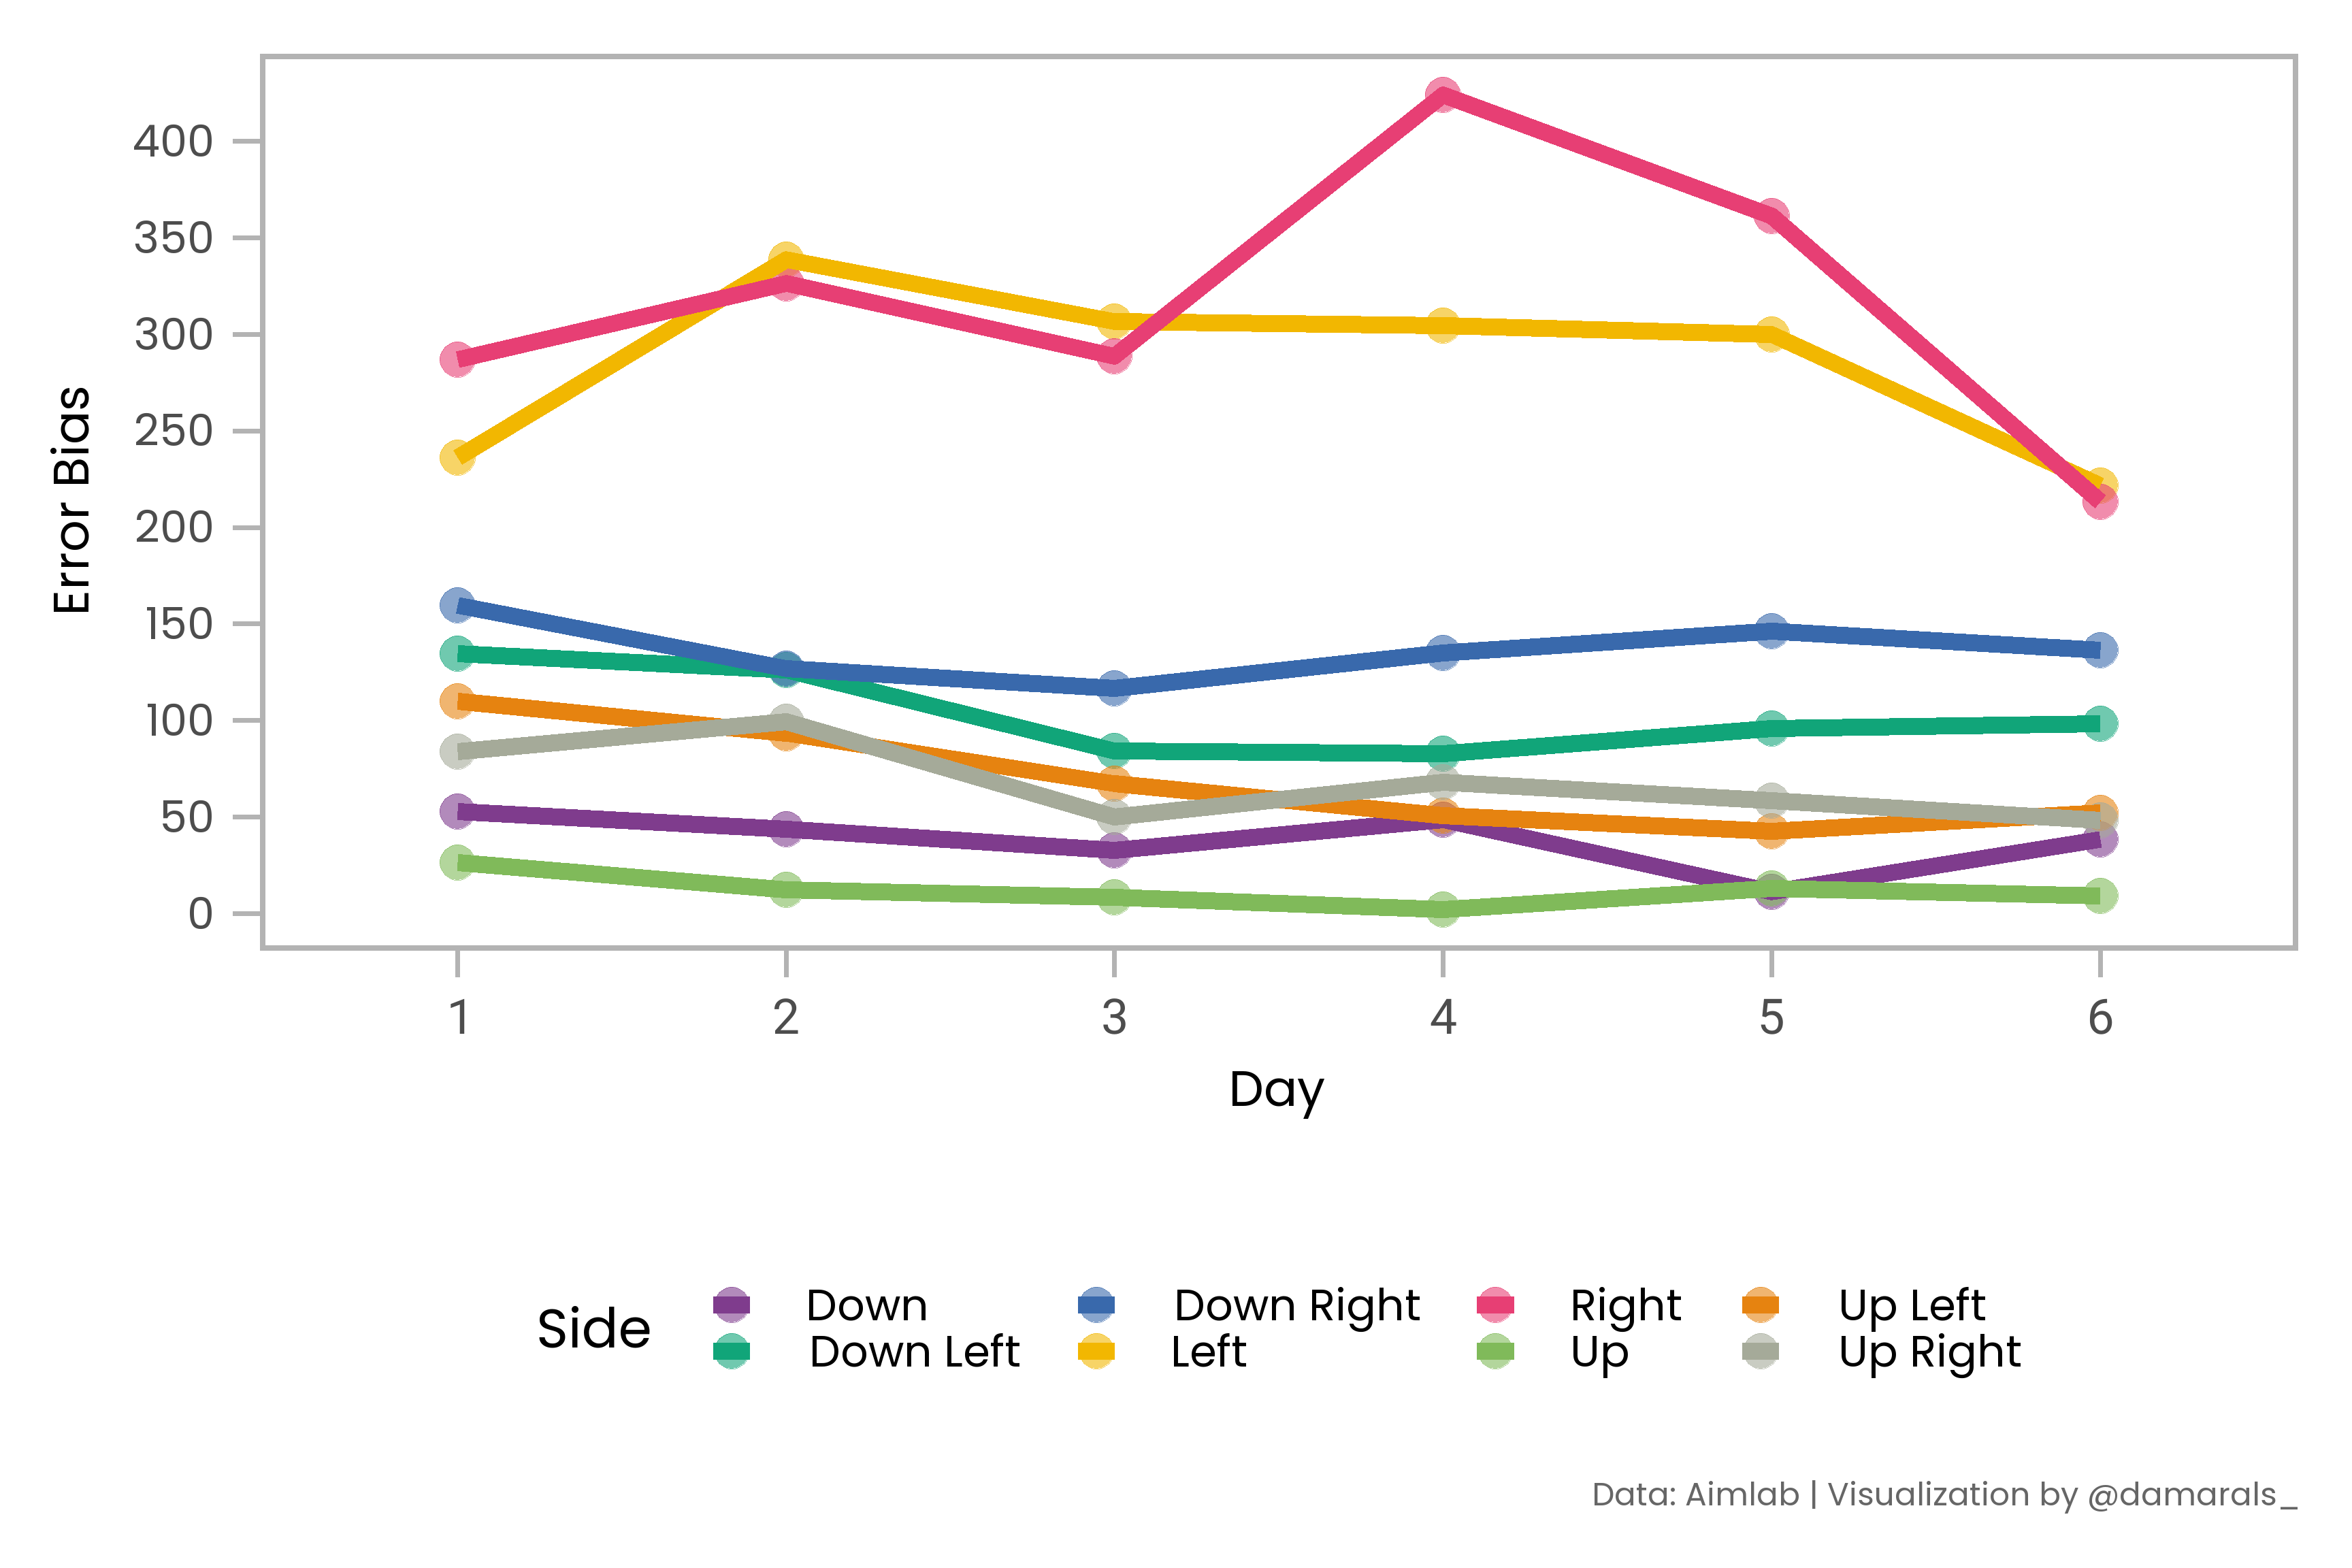 Error Bias
400
350
300
250
200
150
100
50
0
1 2 3 4 5 6
Day
Side
Down Down Right Right Up Left
Down Left Left Up Up Right
Data: Aimlab | Visualization by @damarals_